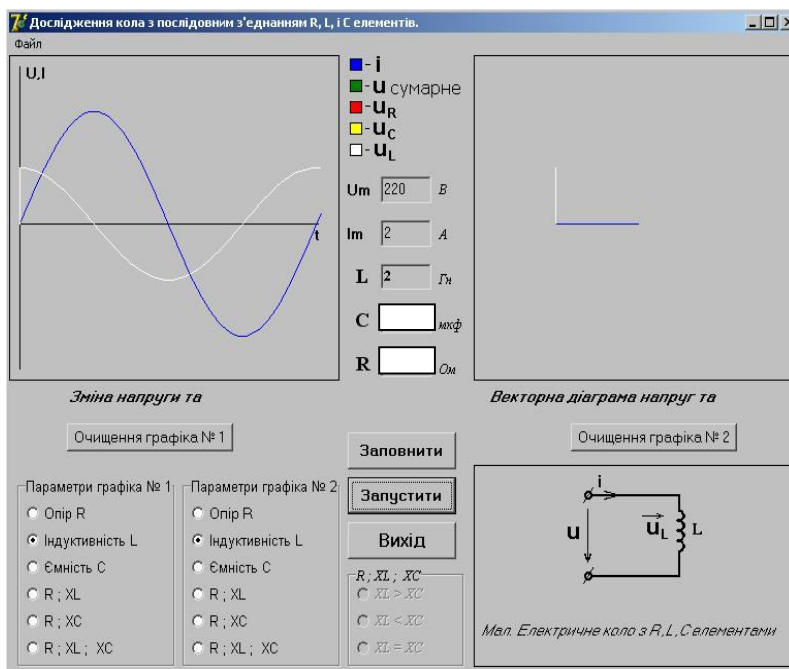 Дослідження кола з послідовним з'еднанням R, L, і C елементів.
Файл
U,I
t
- i
- u сумарне
- uR
- uC
- uL
Um 220 В
Im 2 А
L 2 Гн
C мкф
R Ом
Зміна напруги та
Векторна діаграма напруг та
Очищення графіка № 1
Очищення графіка № 2
Заповнити
Запустити
Вихід
Параметри графіка № 1
Опір R
Індуктивність L
Ємність C
R ; XL
R ; XC
R ; XL ; XC
Параметри графіка № 2
Опір R
Індуктивність L
Ємність C
R ; XL
R ; XC
R ; XL ; XC
R ; XL ; XC
XL > XC
XL < XC
XL = XC
i
u
uL
L
Мал. Електричне коло з R, L, C елементами